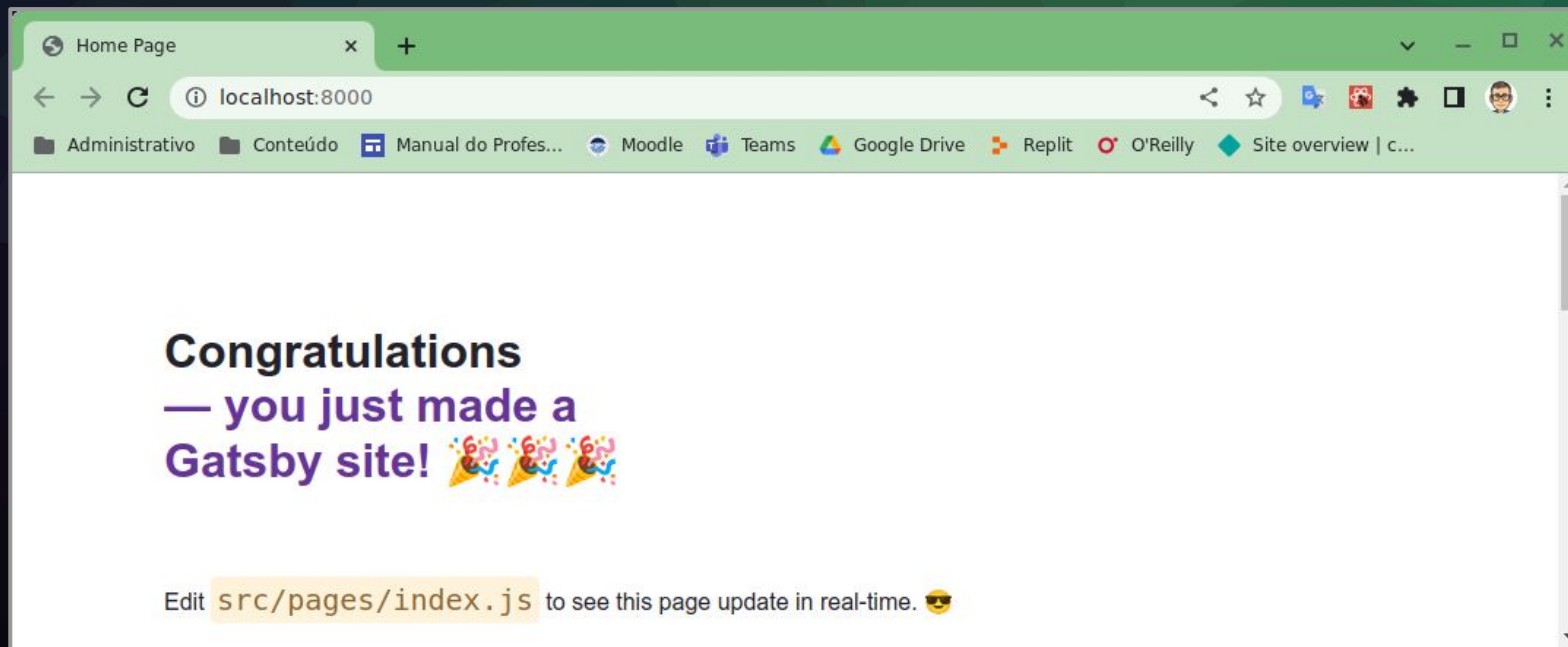 Home Page
localhost:8000
Administrativo Conteúdo Manual do Profes... Moodle Teams Google Drive Replit O'Reilly Site overview | c...
Congratulations
— you just made a
Gatsby site! 🎉🎉🎉
Edit src/pages/index.js to see this page update in real-time. 😎